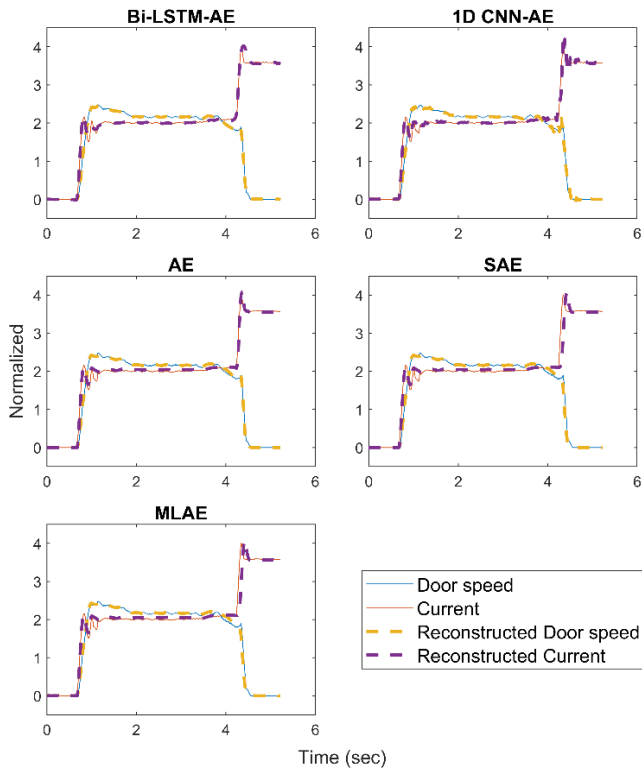 Bi-LSTM-AE
1D CNN-AE
4
3
2
1
0
0 2 4 6
4
3
2
1
0
0 2 4 6
AE
SAE
Normalized
4
3
2
1
0
0 2 4 6
4
3
2
1
0
0 2 4 6
MLAE
4
3
2
1
0
0 2 4 6
Door speed
Current
Reconstructed Door speed
Reconstructed Current
Time (sec)